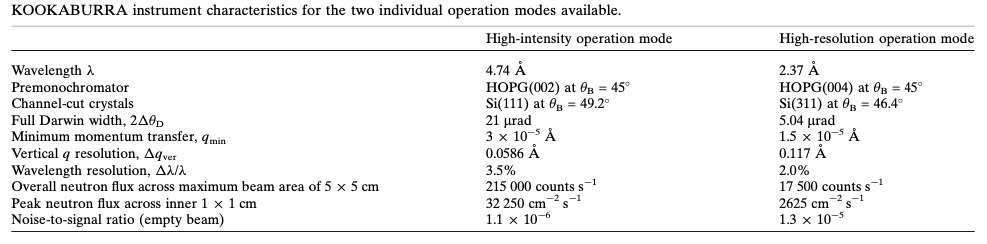 KOOKABURRA instrument characteristics for the two individual operation modes available.
High-intensity operation mode High-resolution operation mode
Wavelength λ 4.74 Å 2.37 Å
Premonochromator HOPG(002) at θB = 45° HOPG(004) at θB = 45°
Channel-cut crystals Si(111) at θB = 49.2° Si(311) at θB = 46.4°
Full Darwin width, 2ΔθD 21 μrad 5.04 μrad
Minimum momentum transfer, qmin 3 × 10⁻⁵ Å 1.5 × 10⁻⁵ Å
Vertical q resolution, Δqver 0.0586 Å 0.117 Å
Wavelength resolution, Δλ/λ 3.5% 2.0%
Overall neutron flux across maximum beam area of 5 × 5 cm 215 000 counts s⁻¹ 17 500 counts s⁻¹
Peak neutron flux across inner 1 × 1 cm 32 250 cm⁻² s⁻¹ 2625 cm⁻² s⁻¹
Noise-to-signal ratio (empty beam) 1.1 × 10⁻⁶ 1.3 × 10⁻⁵